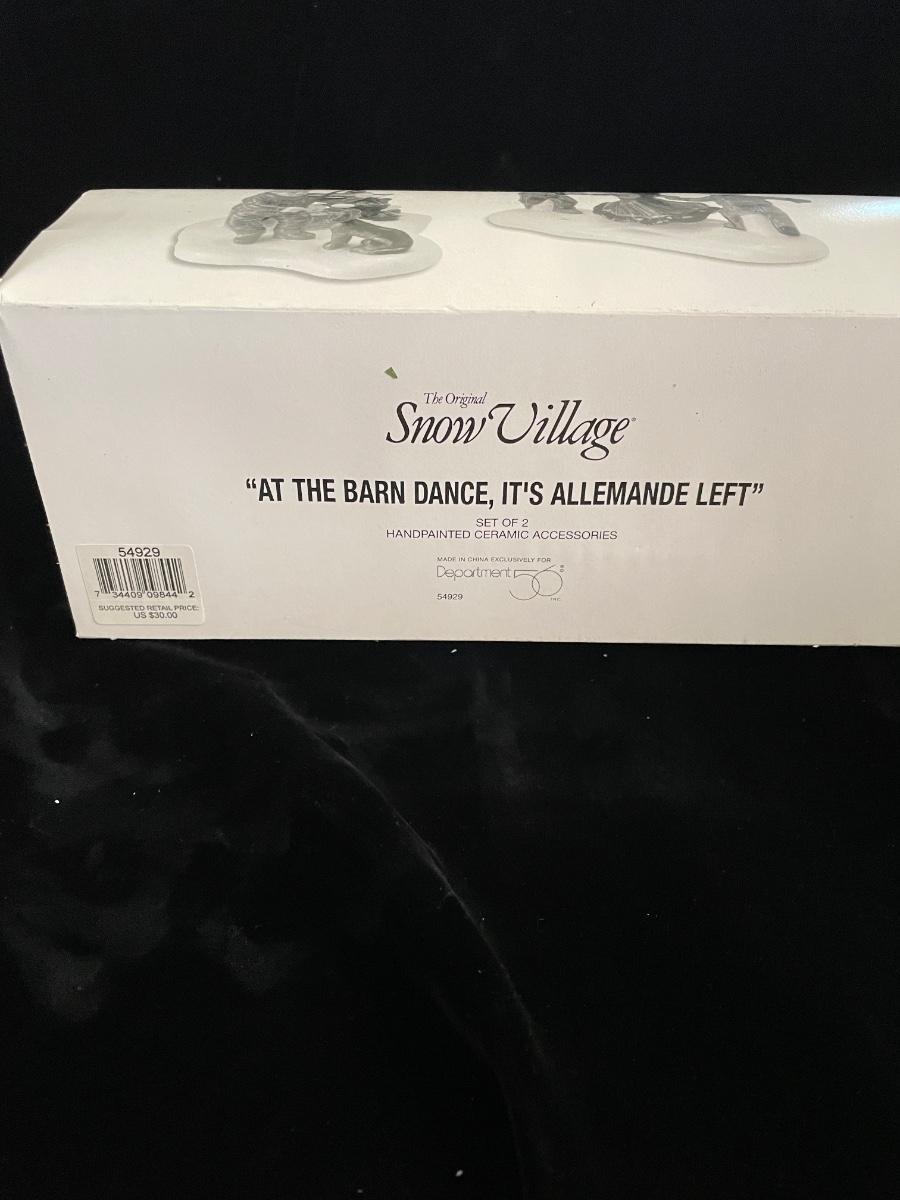 The Original
Snow Village®
“AT THE BARN DANCE, IT'S ALLEMANDE LEFT”
SET OF 2
HANDPAINTED CERAMIC ACCESSORIES
MADE IN CHINA EXCLUSIVELY FOR
Department 56®
INC.
54929
54929
7 34409 09844 2
SUGGESTED RETAIL PRICE:
US $30.00